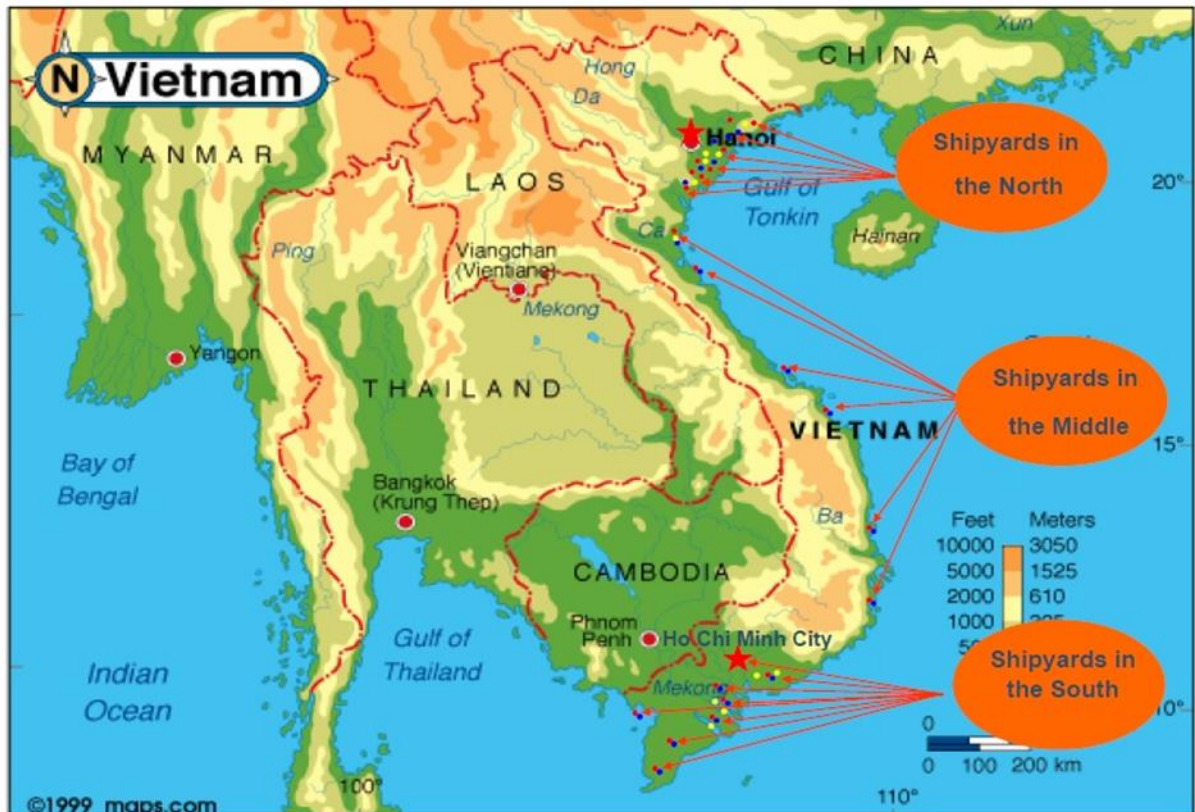 N Vietnam
Xun
CHINA
Hong
Da
MYANMAR
Hanoi
Shipyards in
the North
LAOS
20°
Gulf of
Tonkin
Ca
Hainan
Ping
Viangchan
(Vientiane)
Mekong
Yangon
Shipyards in
the Middle
THAILAND
VIETNAM
15°
Bay of
Bengal
Bangkok
(Krung Thep)
Ba
Feet Meters
10000 3050
5000 1525
2000 610
1000
CAMBODIA
Phnom
Penh
Ho Chi Minh City
Gulf of
Thailand
Shipyards in
the South
Indian
Ocean
Mekong
0
0 100 200 km
100°
110°
©1999 maps.com